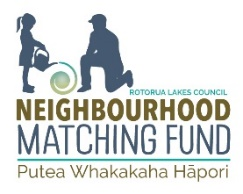 ROTORUA LAKES COUNCIL
NEIGHBOURHOOD
MATCHING FUND
Putea Whakakaha Hāpori